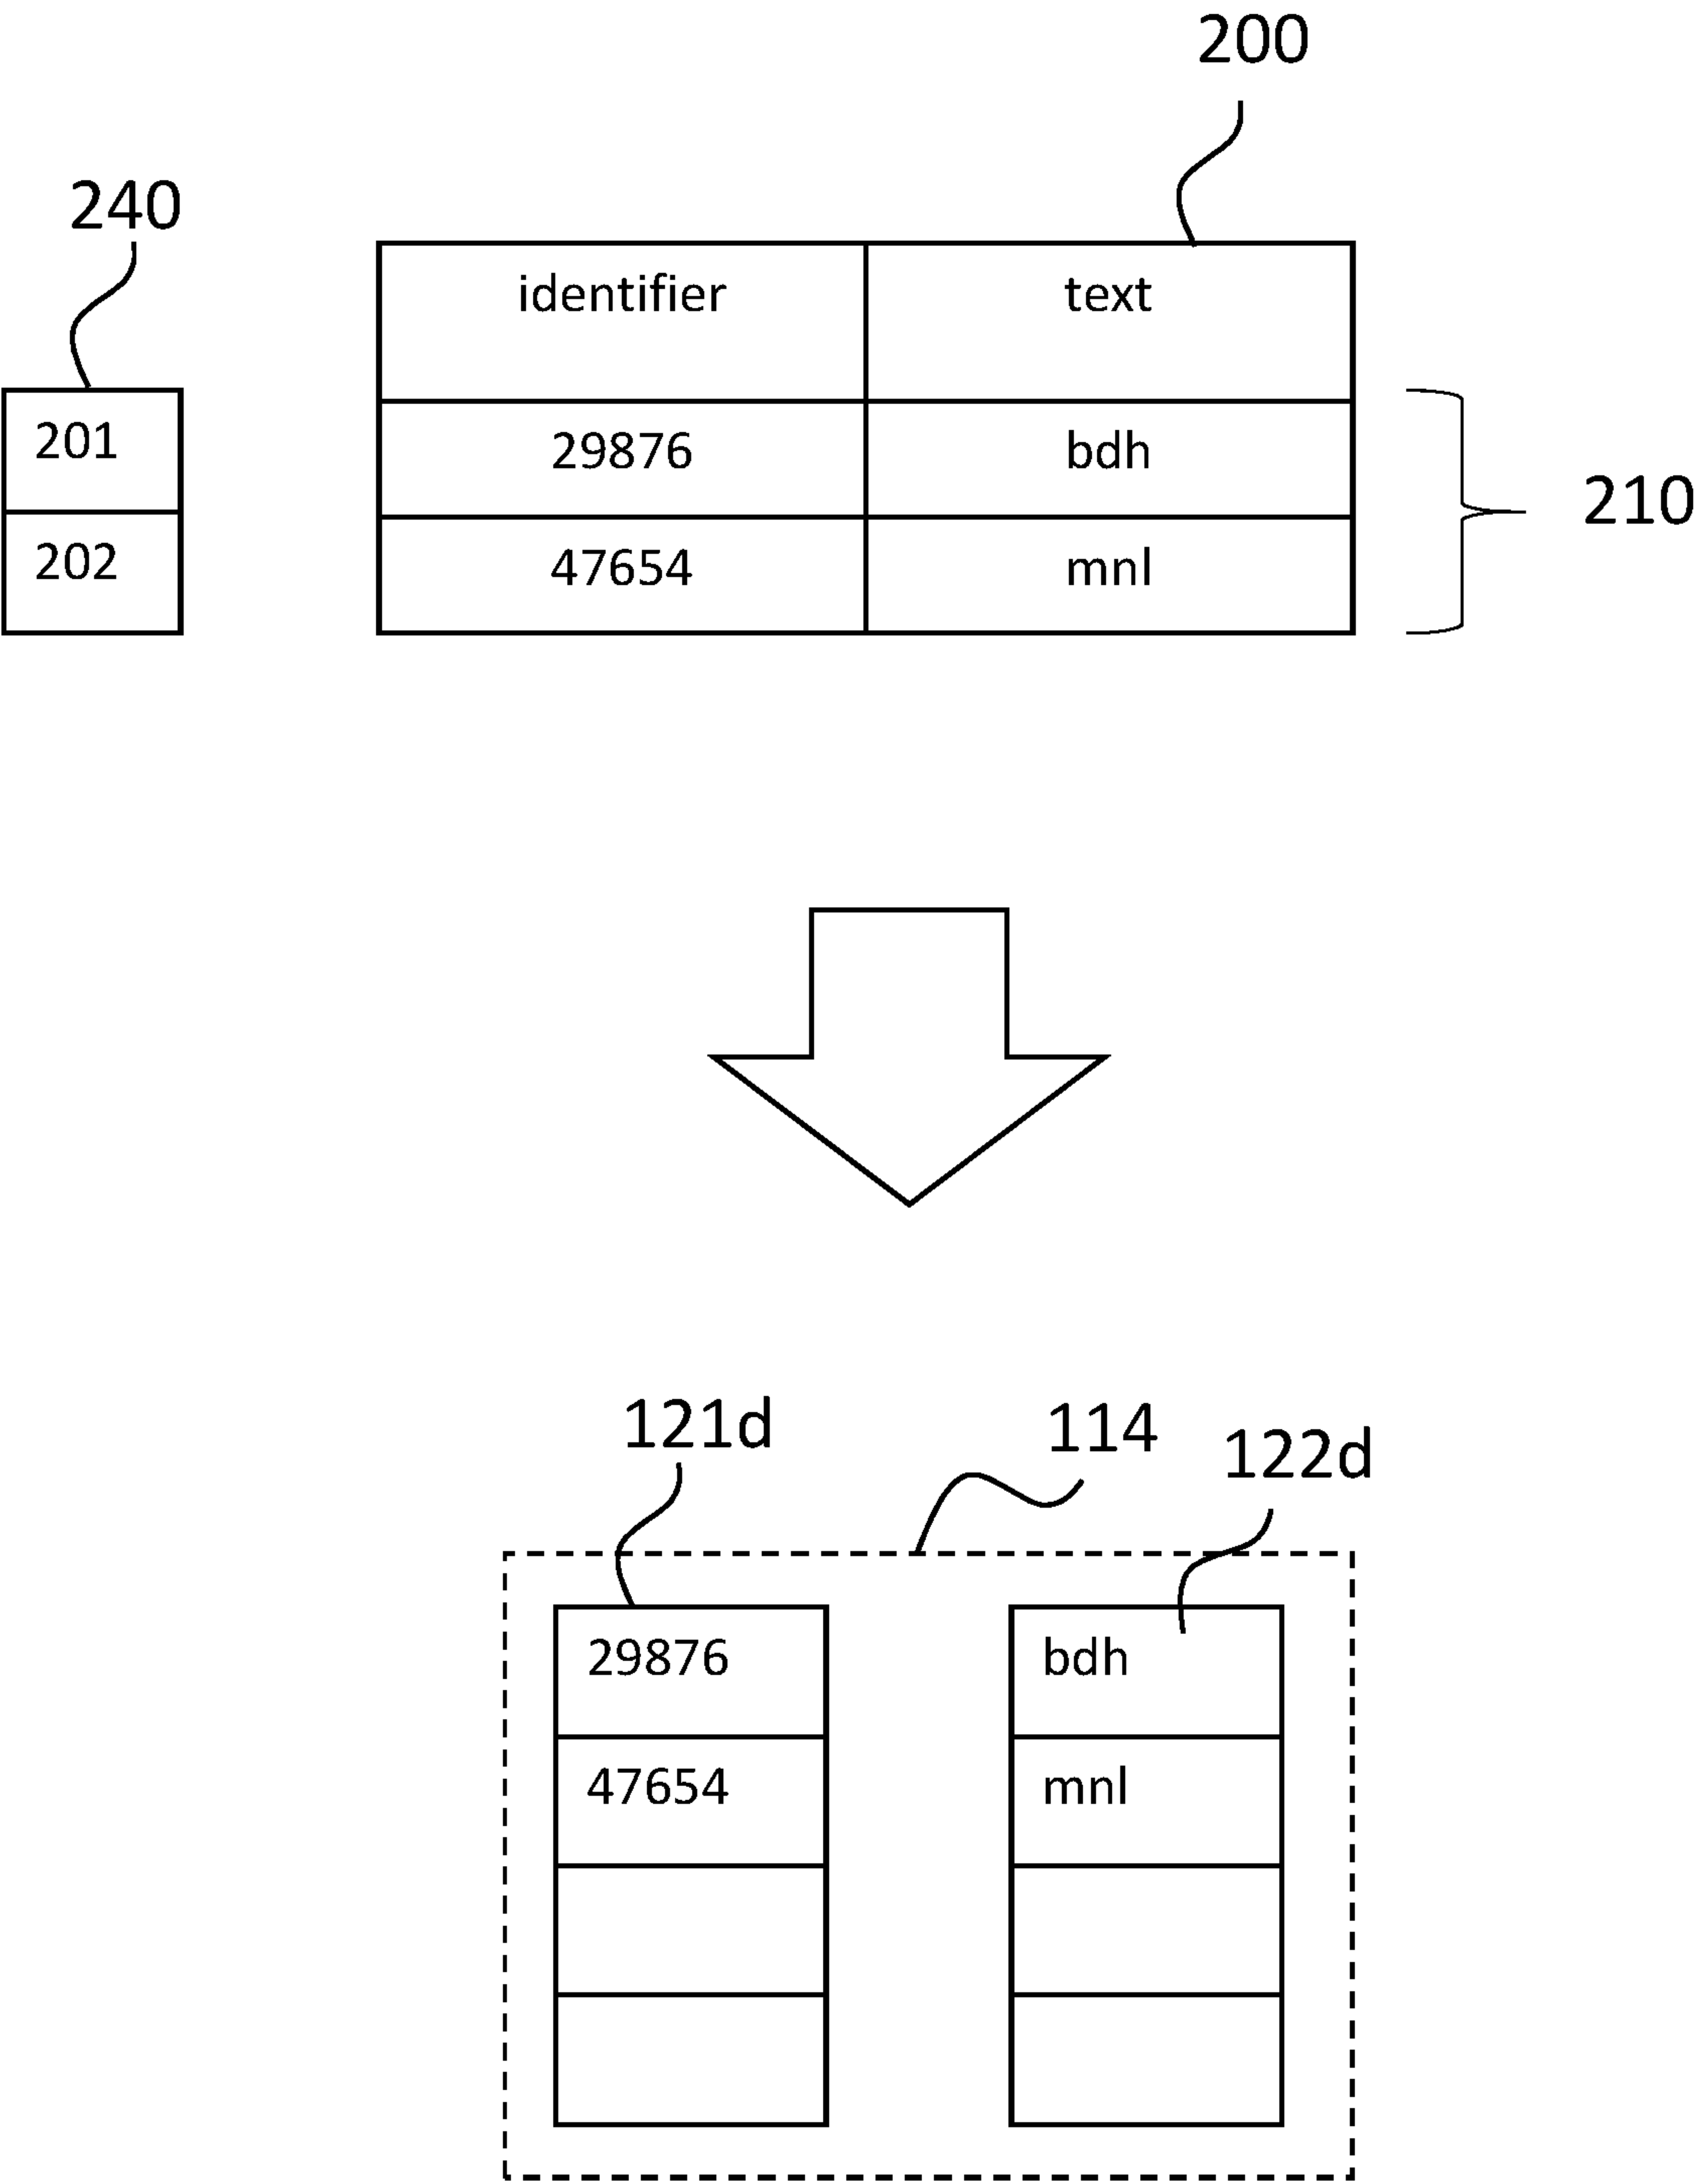 200
240
identifier text
201 29876 bdh
210
202 47654 mnl
121d 114 122d
29876 bdh
47654 mnl